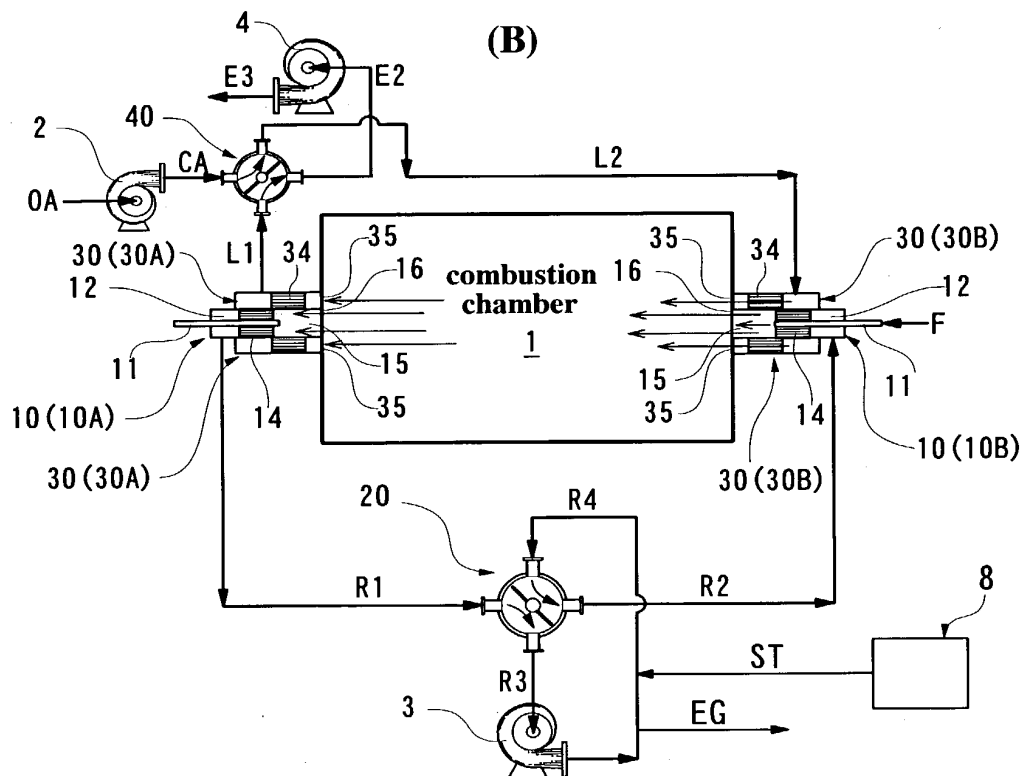 (B)
4
E3
E2
40
2
CA
L2
OA
L1
30(30A)
34
35
16
12
combustion
chamber
1
35
34
16
30(30B)
12
F
11
15
35
14
10(10A)
30(30A)
15
35
14
11
30(30B)
10(10B)
20
R4
R1
R2
8
ST
R3
3
EG